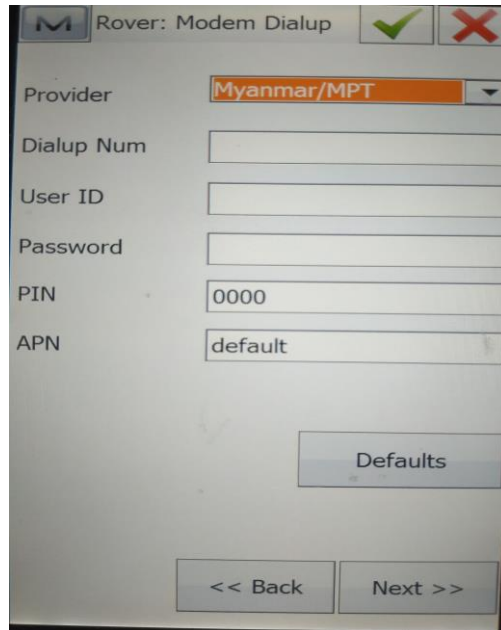 Rover: Modem Dialup
Provider
Myanmar/MPT
Dialup Num
User ID
Password
PIN
0000
APN
default
Defaults
<< Back
Next >>